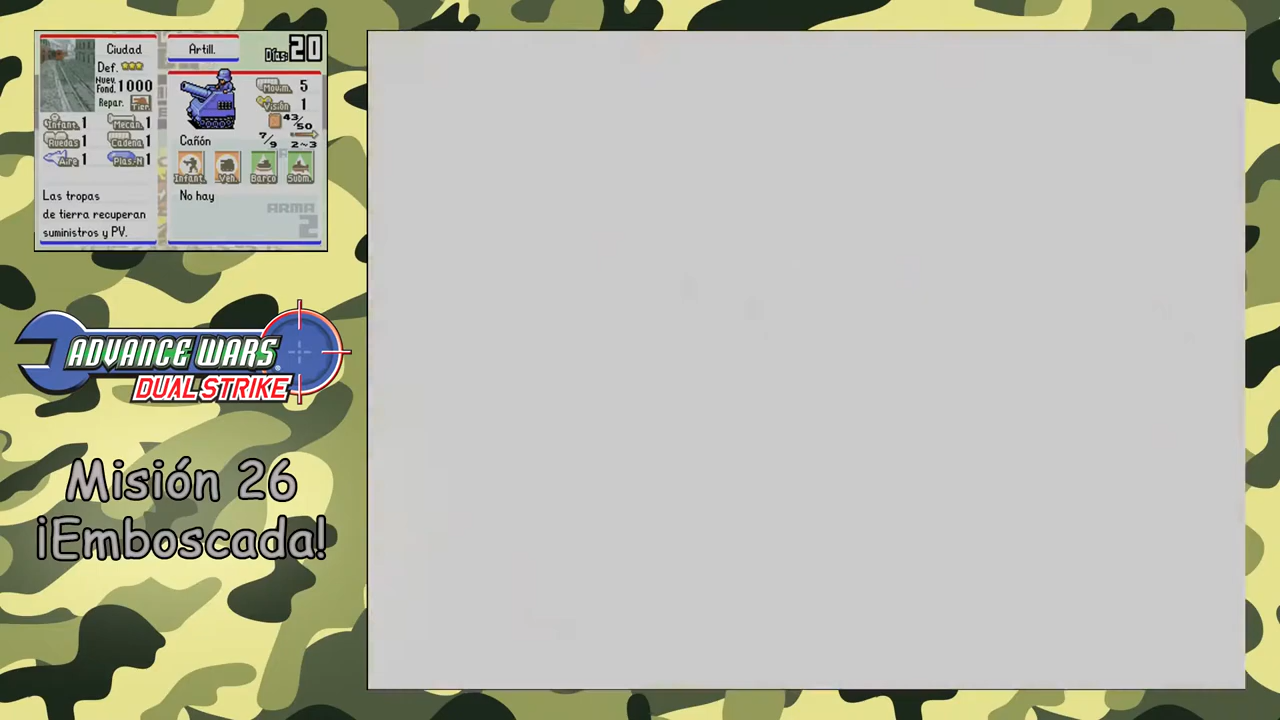 Ciudad
Def.
Nuev.
Fond. 1000
Repar. Tier.
Infant. 1 Mecán. 1
Ruedas 1 Cadena 1
Aire 1 Plas.-N 1
Las tropas
de tierra recuperan
suministros y PV.
Artill.
Días: 20
Movim. 5
Visión 1
43/50
Cañón 7/9 2~3
Infant. Veh. Barco Subm.
No hay
ARMA
2
ADVANCE WARS
DUAL STRIKE
Misión 26
¡Emboscada!